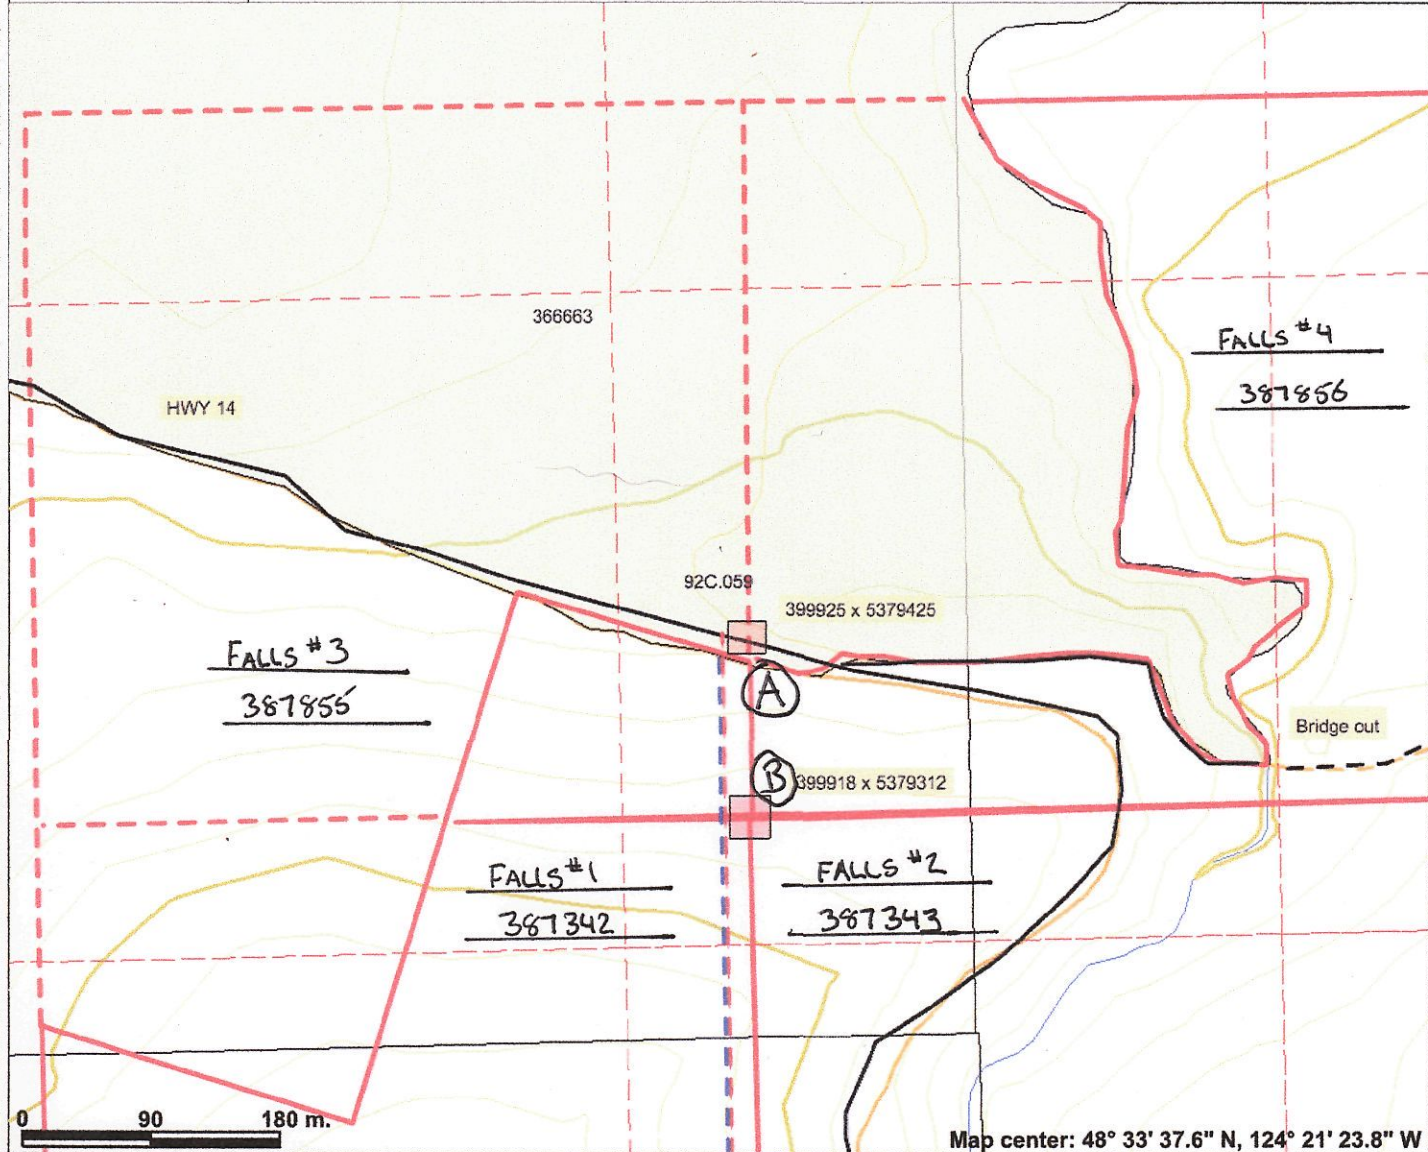 366663
FALLS #4
387856
HWY 14
92C.059
399925 x 5379425
FALLS #3
387855
A
Bridge out
B
399918 x 5379312
FALLS #1
387342
FALLS #2
387343
0 90 180 m.
Map center: 48° 33' 37.6" N, 124° 21' 23.8" W